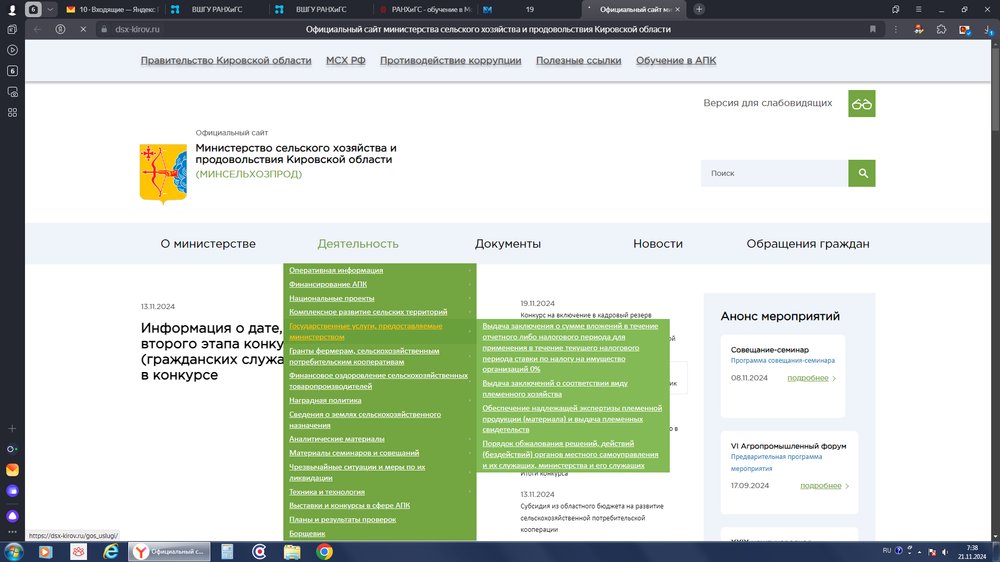 6
10 · Входящие — Яндекс
ВШГУ РАНХиГС
ВШГУ РАНХиГС
РАНХиГС - обучение в Мо
19
Официальный сайт ми
dsx-kirov.ru
Официальный сайт министерства сельского хозяйства и продовольствия Кировской области
1
6
Правительство Кировской области
МСХ РФ
Противодействие коррупции
Полезные ссылки
Обучение в АПК
Версия для слабовидящих
Официальный сайт
Министерство сельского хозяйства и
продовольствия Кировской области
(МИНСЕЛЬХОЗПРОД)
Поиск
О министерстве
Деятельность
Документы
Новости
Обращения граждан
13.11.2024
Информация о дате,
второго этапа конку
(гражданских служа
в конкурсе
Оперативная информация
Финансирование АПК
Национальные проекты
Комплексное развитие сельских территорий
Государственные услуги, предоставляемые
министерством
Гранты фермерам, сельскохозяйственным
потребительским кооперативам
Финансовое оздоровление сельскохозяйственных
товаропроизводителей
Наградная политика
Сведения о землях сельскохозяйственного
назначения
Аналитические материалы
Материалы семинаров и совещаний
Чрезвычайные ситуации и меры по их
ликвидации
Техника и технология
Выставки и конкурсы в сфере АПК
Планы и результаты проверок
Борщевик
Выдача заключения о сумме вложений в течение
отчетного либо налогового периода для
применения в течение текущего налогового
периода ставки по налогу на имущество
организаций 0%
Выдача заключений о соответствии виду
племенного хозяйства
Обеспечение надлежащей экспертизы племенной
продукции (материала) и выдача племенных
свидетельств
Порядок обжалования решений, действий
(бездействий) органов местного самоуправления
и их служащих, министерства и его служащих
19.11.2024
Конкурс на включение в кадровый резерв
ой
ик
о в
Итоги конкурса
13.11.2024
Субсидия из областного бюджета на развитие
сельскохозяйственной потребительской
кооперации
Анонс мероприятий
Совещание-семинар
Программа совещания-семинара
08.11.2024
подробнее
VI Агропромышленный форум
Предварительная программа
мероприятия
17.09.2024
подробнее
https://dsx-kirov.ru/gos_uslugi/
Официальный с...
RU
7:38
21.11.2024